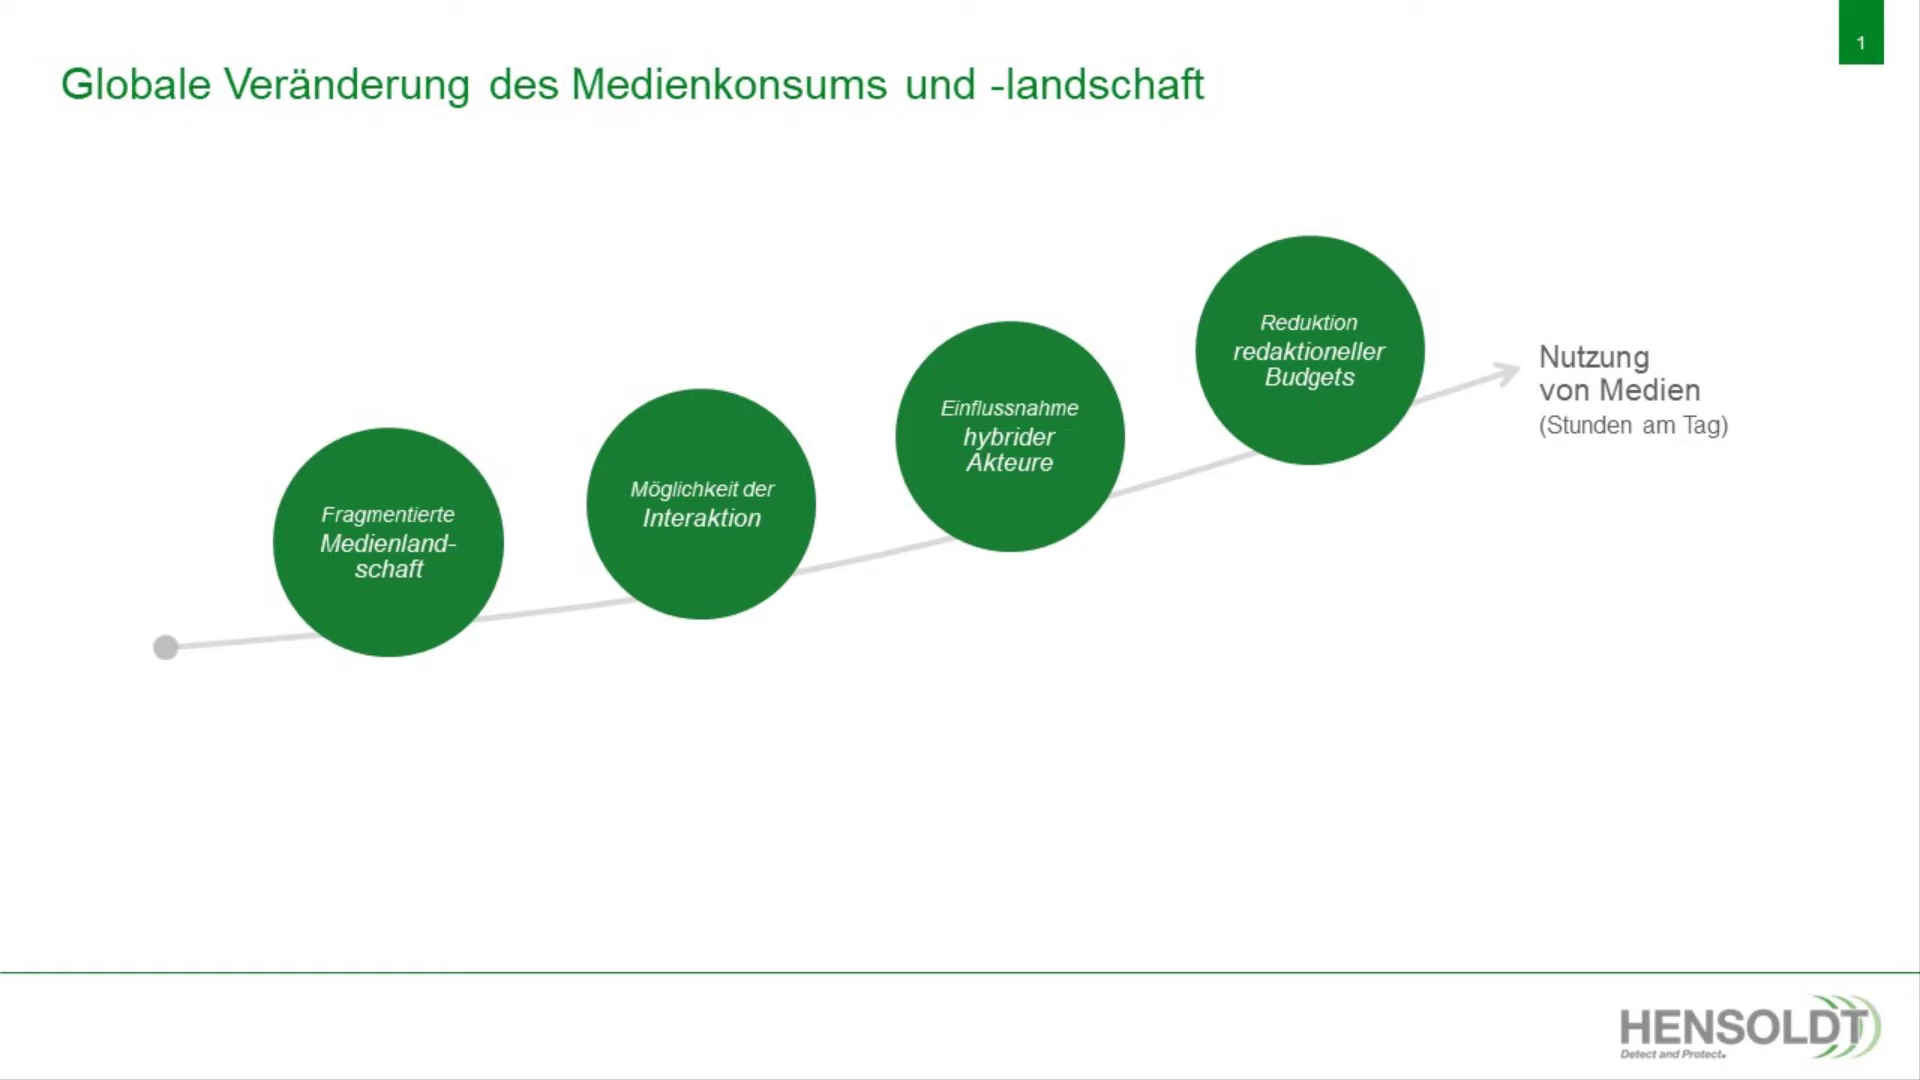 1
Globale Veränderung des Medienkonsums und -landschaft
Fragmentierte
Medienland-
schaft
Möglichkeit der
Interaktion
Einflussnahme
hybrider
Akteure
Reduktion
redaktioneller
Budgets
Nutzung
von Medien
(Stunden am Tag)
HENSOLDT
Detect and Protect.